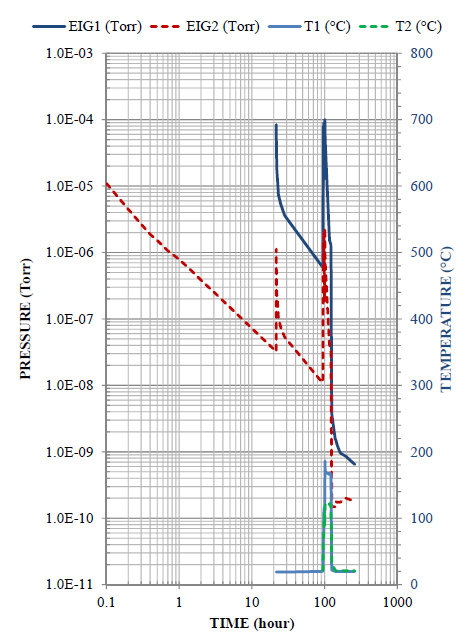 EIG1 (Torr) EIG2 (Torr) T1 (°C) T2 (°C)
1.0E-03 800
1.0E-04 700
1.0E-05 600
1.0E-06 500
1.0E-07 400
1.0E-08 300
1.0E-09 200
1.0E-10 100
1.0E-11 0
PRESSURE (Torr)
TEMPERATURE (°C)
0.1 1 10 100 1000
TIME (hour)